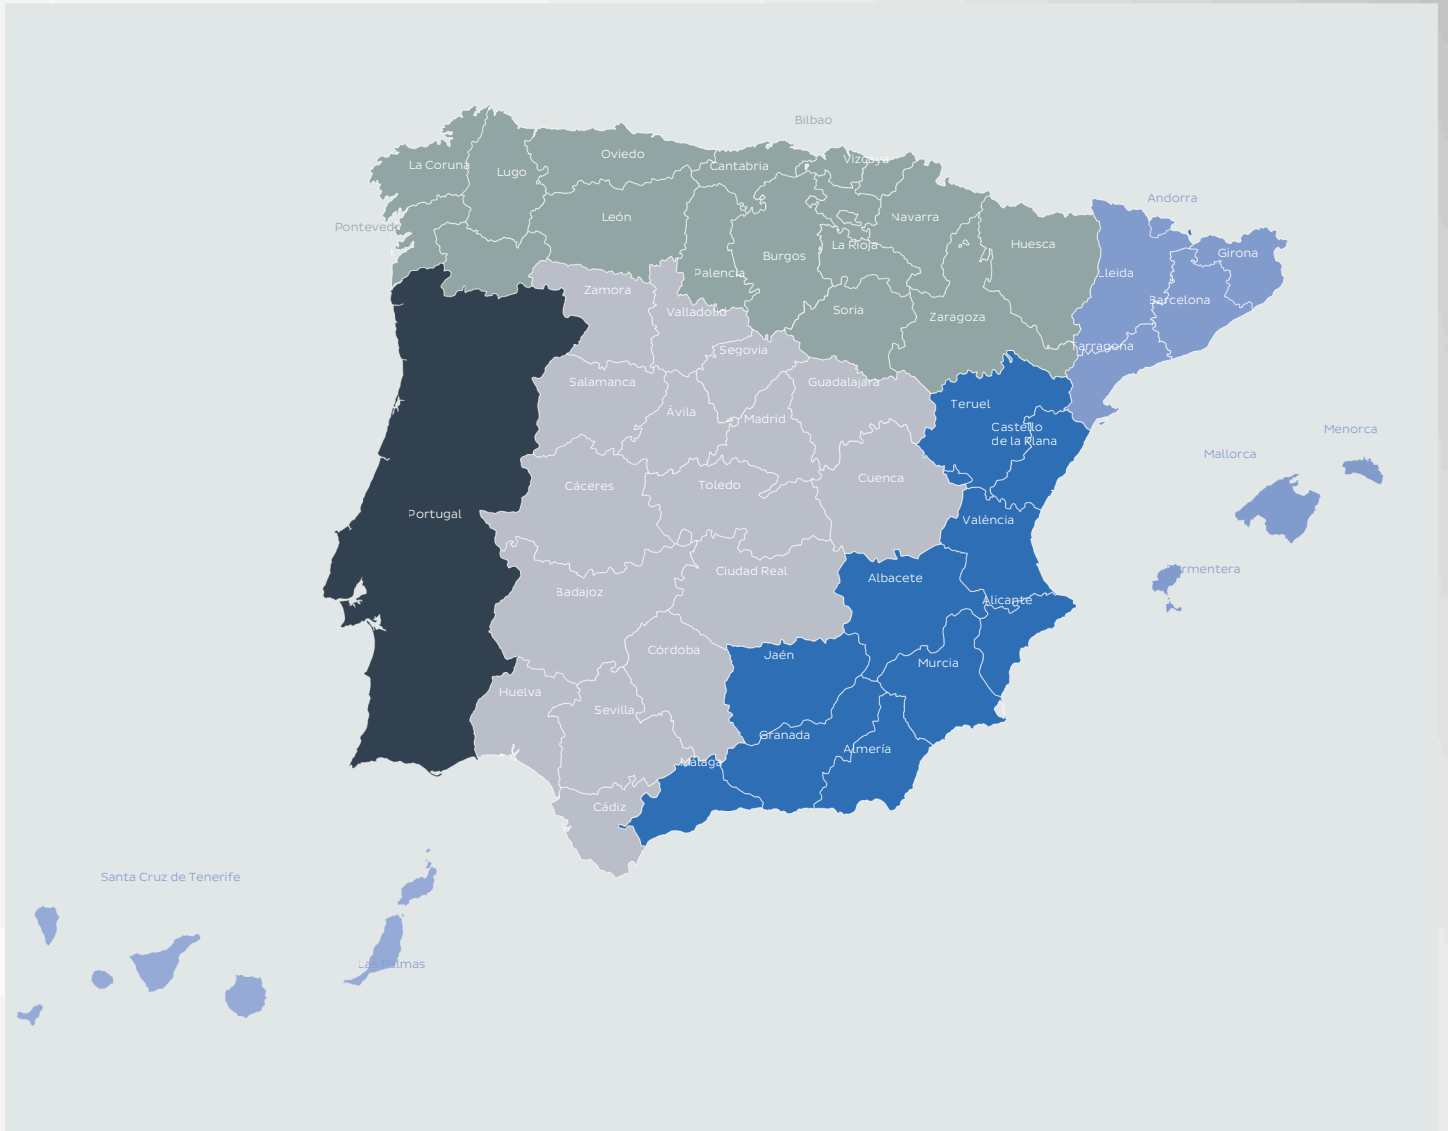 Bilbao
La Coruna
Lugo
Oviedo
Cantabria
Vizcaya
Andorra
Pontevedr
León
Navarra
La Rioja
Huesca
Burgos
Palencia
Girona
Lleida
Barcelona
Zamora
Valladolid
Soria
Zaragoza
Segovia
Tarragona
Salamanca
Guadalajara
Ávila
Madrid
Teruel
Castello
de la Plana
Menorca
Mallorca
Cáceres
Toledo
Cuenca
Portugal
València
Formentera
Ciudad Real
Albacete
Badajoz
Alicante
Córdoba
Jaén
Murcia
Huelva
Sevilla
Granada
Almería
Málaga
Cádiz
Santa Cruz de Tenerife
Las Palmas